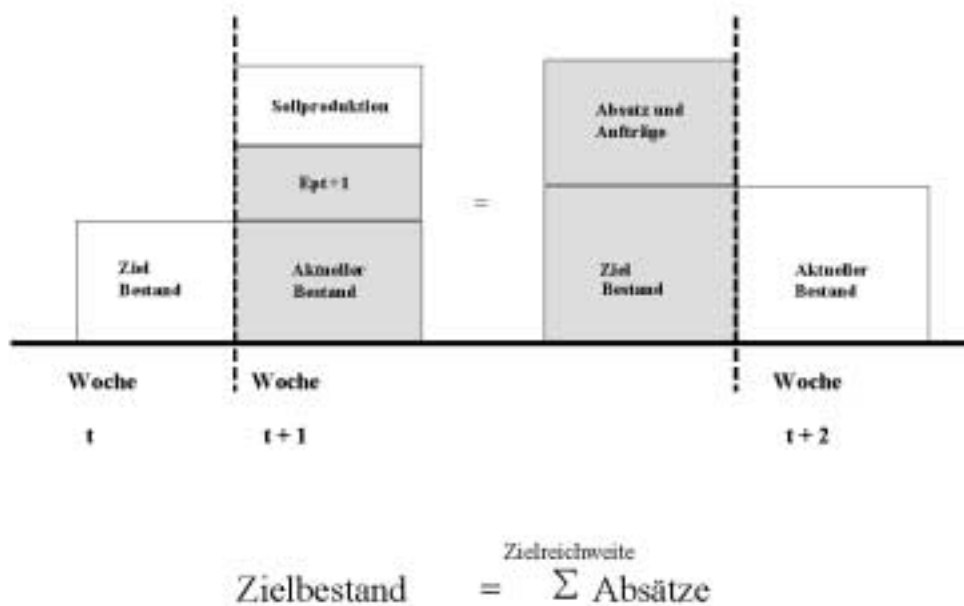 Sollproduktion
Ept+1
Ziel
Bestand
Aktueller
Bestand
=
Absatz und
Aufträge
Ziel
Bestand
Aktueller
Bestand
Woche
t
Woche
t + 1
Woche
t + 2
Zielreichweite
Zielbestand = Σ Absätze